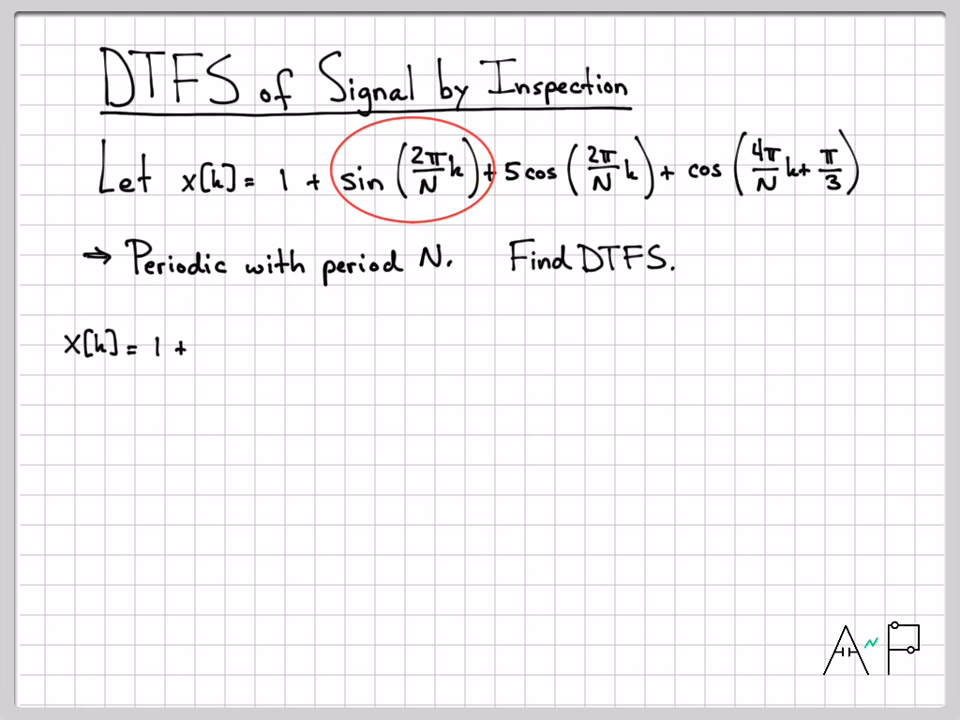 DTFS of Signal by Inspection
Let x[k] = 1 + sin (2π/N k) + 5 cos (2π/N k) + cos (4π/N k + π/3)
⇒ Periodic with period N. Find DTFS.
x[k] = 1 +